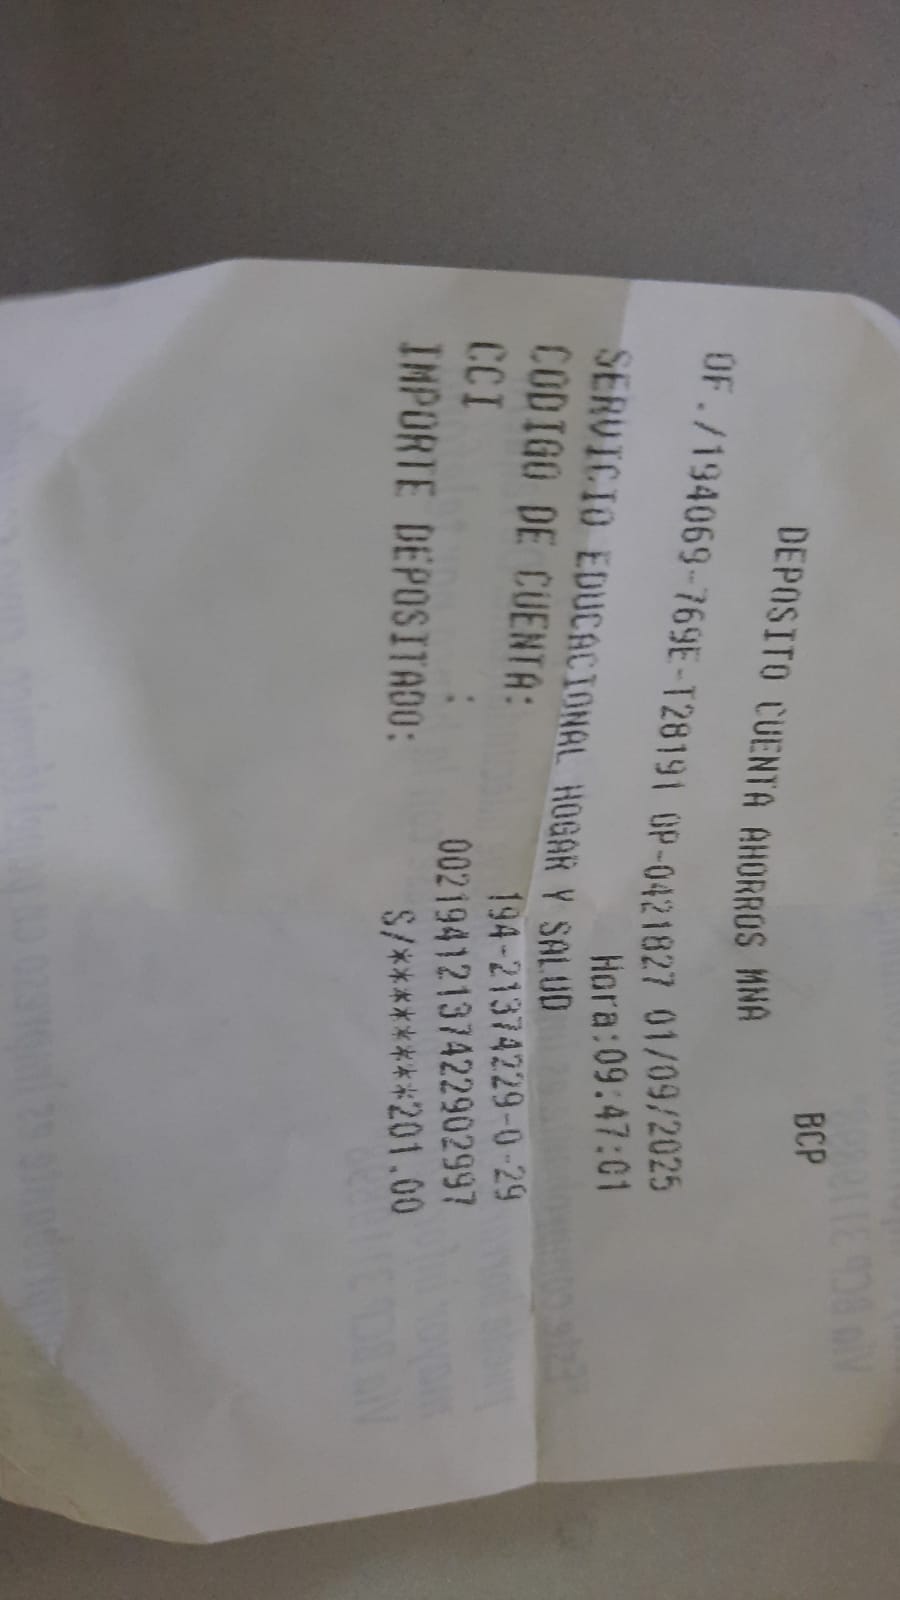 BCP
DEPOSITO CUENTA AHORROS MNA
OF./194069-769E-T28191 OP-0421827 01/09/2025
Hora:09:47:01
SERVICIO EDUCACIONAL HOGAR Y SALUD
CODIGO DE CUENTA: 194-21374229-0-29
CCI : 00219412137422902997
IMPORTE DEPOSITADO: S/*******201.00